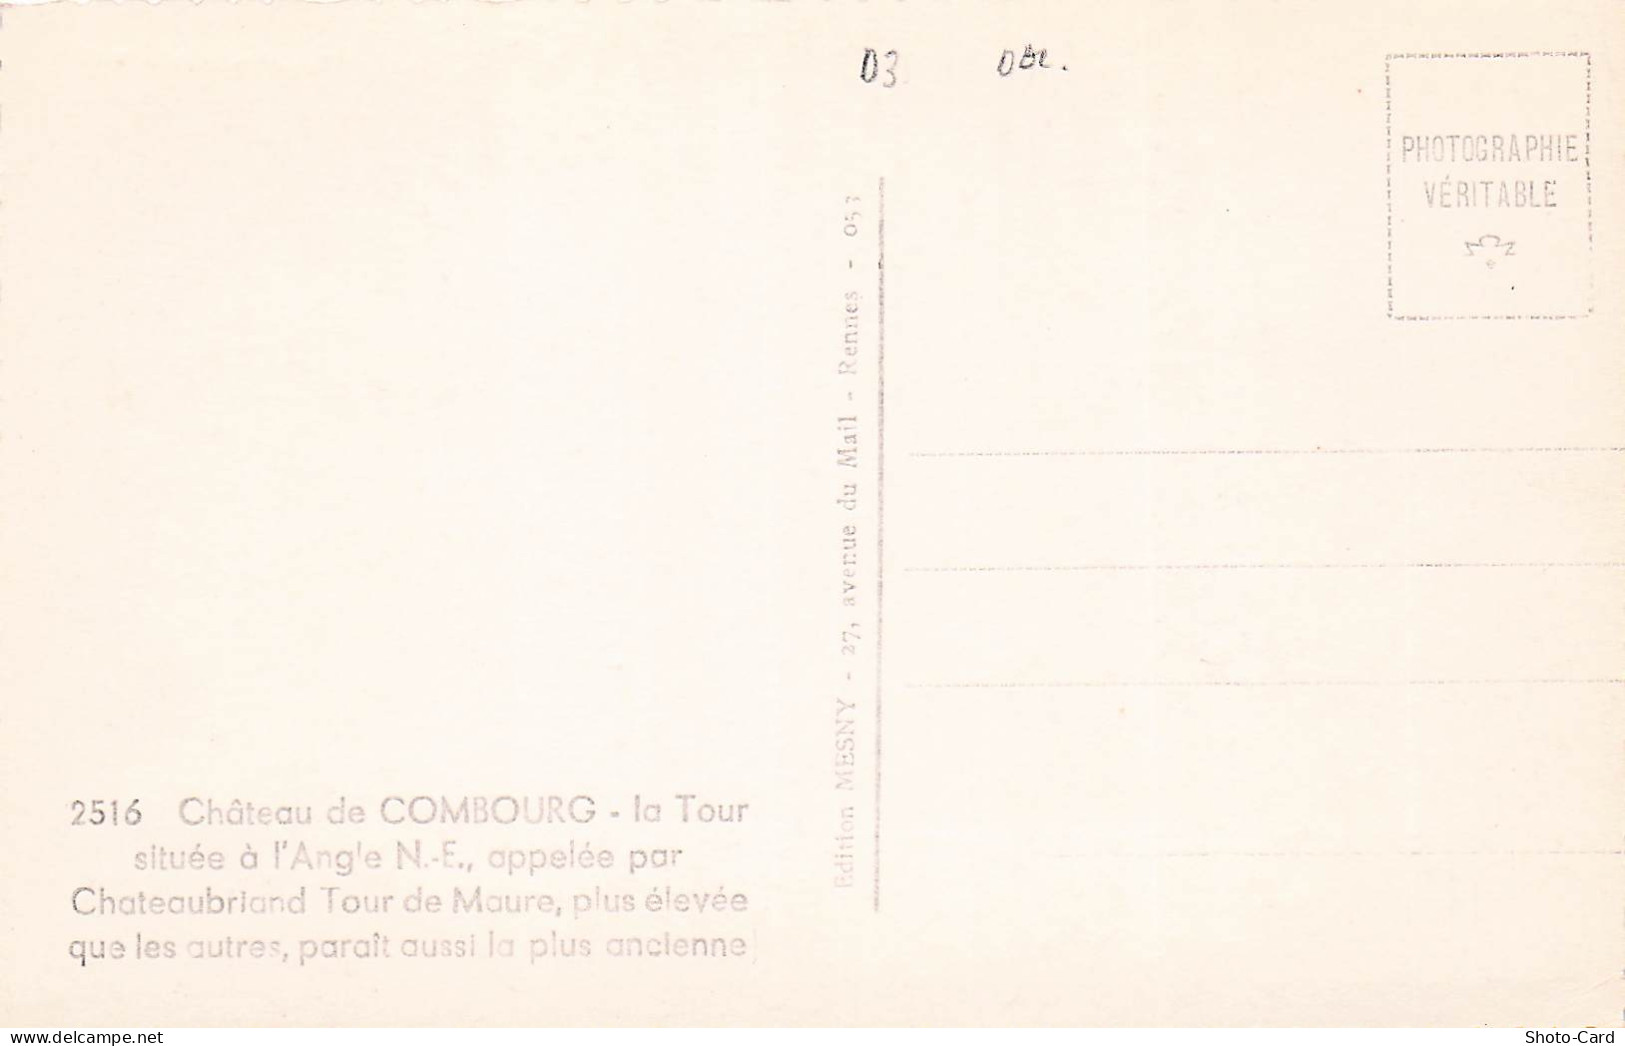 03
PHOTOGRAPHIE
VÉRITABLE
Edition MESNY - 27, avenue du Mail - Rennes - 053
2516 Château de COMBOURG - la Tour
située à l'Angle N.-E., appelée par
Chateaubriand Tour de Maure, plus élevée
que les autres, paraît aussi la plus ancienne
delcampe.net
Shoto-Card